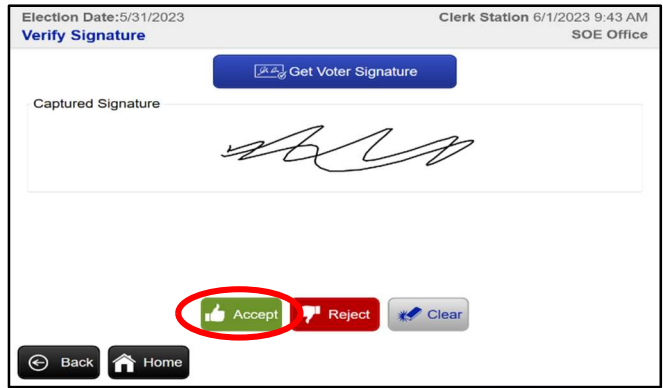 Election Date:5/31/2023 Clerk Station 6/1/2023 9:43 AM
Verify Signature SOE Office
Get Voter Signature
Captured Signature
Accept Reject Clear
Back Home